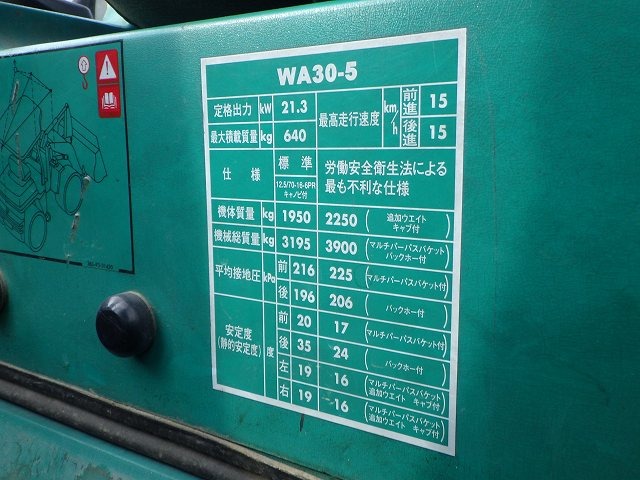 WA30-5
定格出力 kW 21.3 最高走行速度 km/h 前進 15
最大積載質量 kg 640 後進 15
仕様 標準 労働安全衛生法による
12.5/70-16-6PR 最も不利な仕様
キャノピ付
機体質量 kg 1950 2250 (追加ウエイト
キャブ付)
機械総質量 kg 3195 3900 (マルチパーパスバケット
バックホー付)
平均接地圧 kPa 前 216 225 (マルチパーパスバケット付)
後 196 206 (バックホー付)
安定度 度 前 20 17 (マルチパーパスバケット付)
(静的安定度) 後 35 24 (バックホー付)
左 19 16 (マルチパーパスバケット
追加ウエイト キャブ付)
右 19 16 (マルチパーパスバケット
追加ウエイト キャブ付)